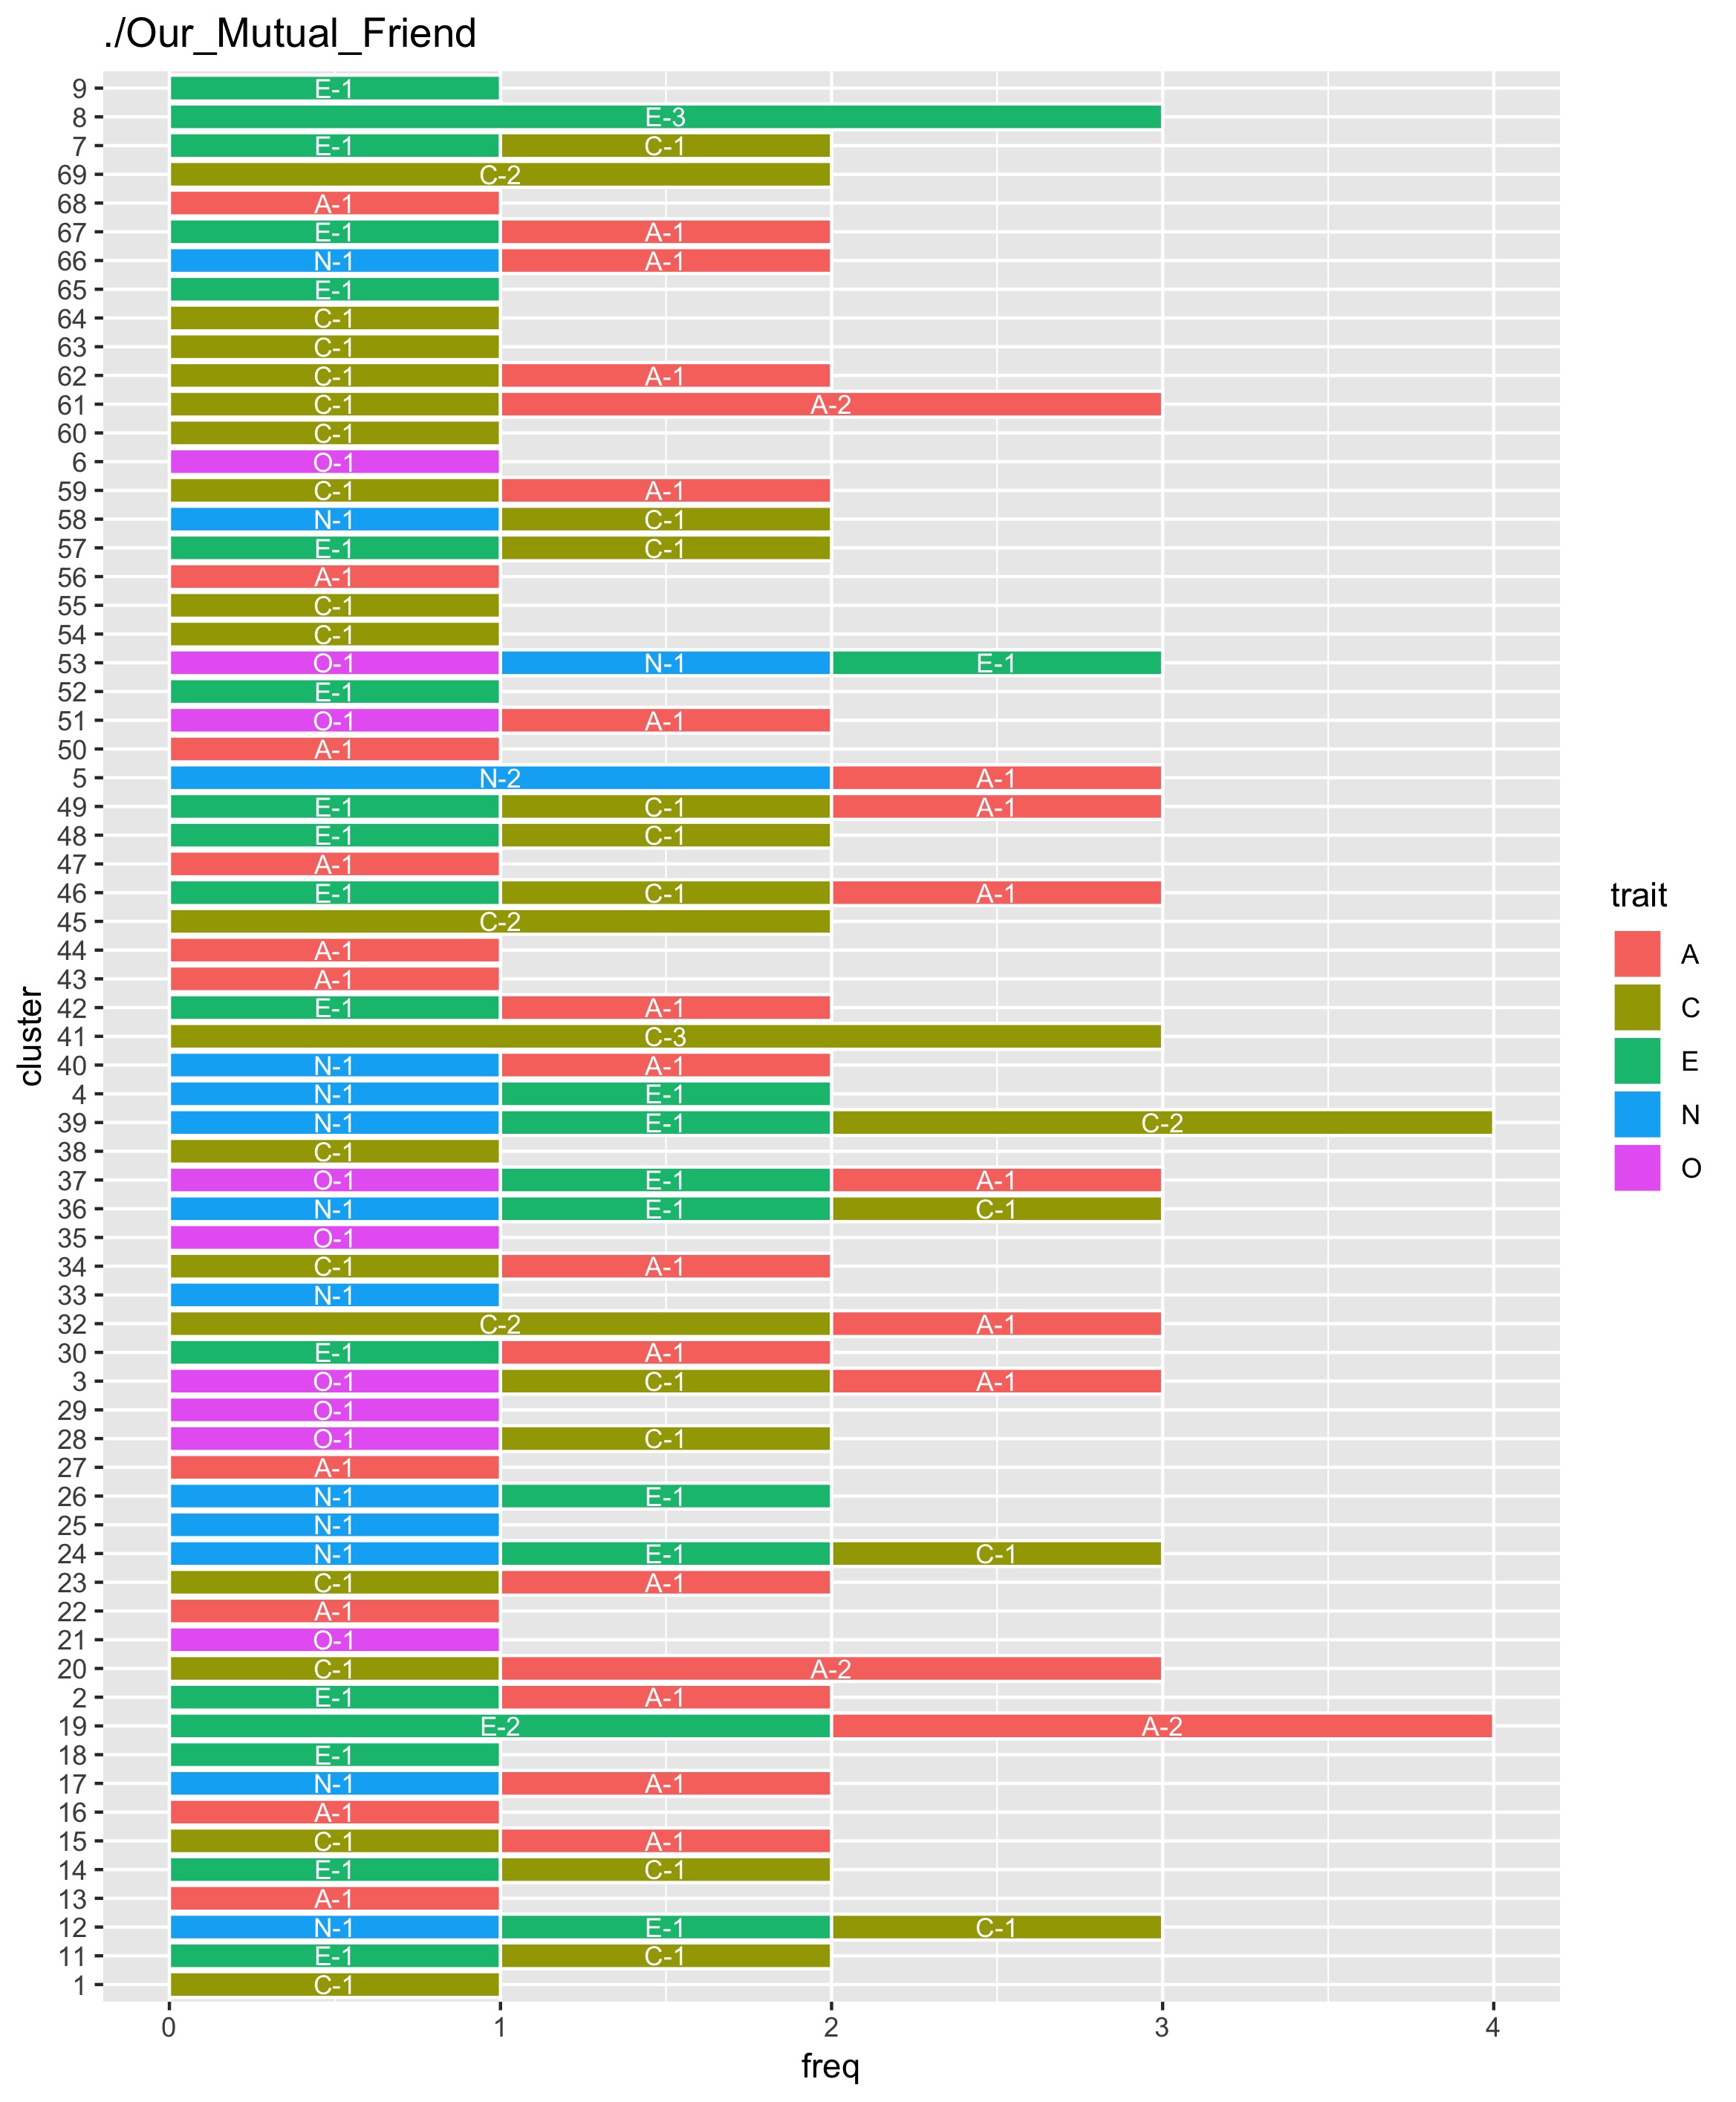 ./Our_Mutual_Friend
9 E-1
8 E-3
7 E-1 C-1
69 C-2
68 A-1
67 E-1 A-1
66 N-1 A-1
65 E-1
64 C-1
63 C-1
62 C-1 A-1
61 C-1 A-2
60 C-1
6 O-1
59 C-1 A-1
58 N-1 C-1
57 E-1 C-1
56 A-1
55 C-1
54 C-1
53 O-1 N-1 E-1
52 E-1
51 O-1 A-1
50 A-1
5 N-2 A-1
49 E-1 C-1 A-1
48 E-1 C-1
47 A-1
46 E-1 C-1 A-1
45 C-2
44 A-1
43 A-1
42 E-1 A-1
41 C-3
40 N-1 A-1
4 N-1 E-1
39 N-1 E-1 C-2
38 C-1
37 O-1 E-1 A-1
36 N-1 E-1 C-1
35 O-1
34 C-1 A-1
33 N-1
32 C-2 A-1
30 E-1 A-1
3 O-1 C-1 A-1
29 O-1
28 O-1 C-1
27 A-1
26 N-1 E-1
25 N-1
24 N-1 E-1 C-1
23 C-1 A-1
22 A-1
21 O-1
20 C-1 A-2
2 E-1 A-1
19 E-2 A-2
18 E-1
17 N-1 A-1
16 A-1
15 C-1 A-1
14 E-1 C-1
13 A-1
12 N-1 E-1 C-1
11 E-1 C-1
1 C-1
0 1 2 3 4
freq
cluster
trait
A
C
E
N
O